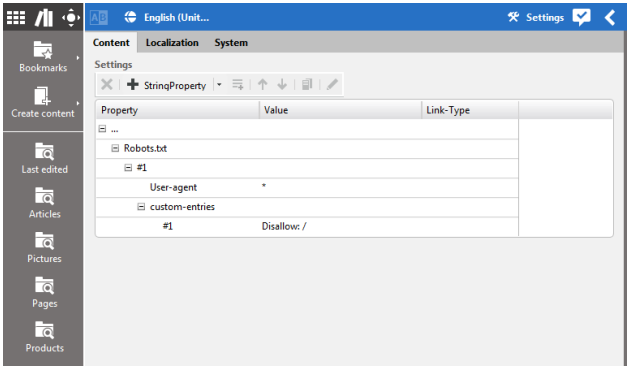 English (Unit...
Settings
Content Localization System
Bookmarks
Settings
StringProperty
Create content
Property Value Link-Type
...
Robots.txt
#1
User-agent *
custom-entries
#1 Disallow: /
Last edited
Articles
Pictures
Pages
Products